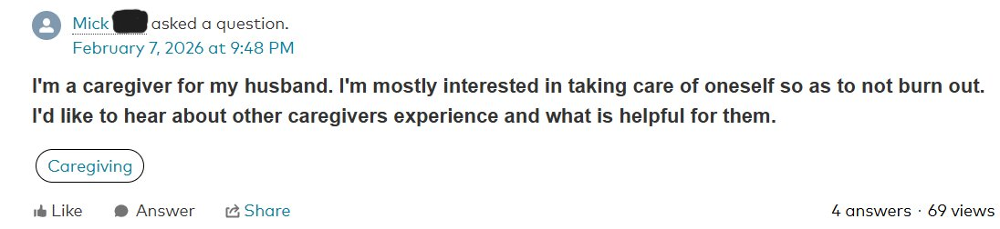 Mick asked a question.
February 7, 2026 at 9:48 PM
I'm a caregiver for my husband. I'm mostly interested in taking care of oneself so as to not burn out.
I'd like to hear about other caregivers experience and what is helpful for them.
Caregiving
Like Answer Share 4 answers · 69 views